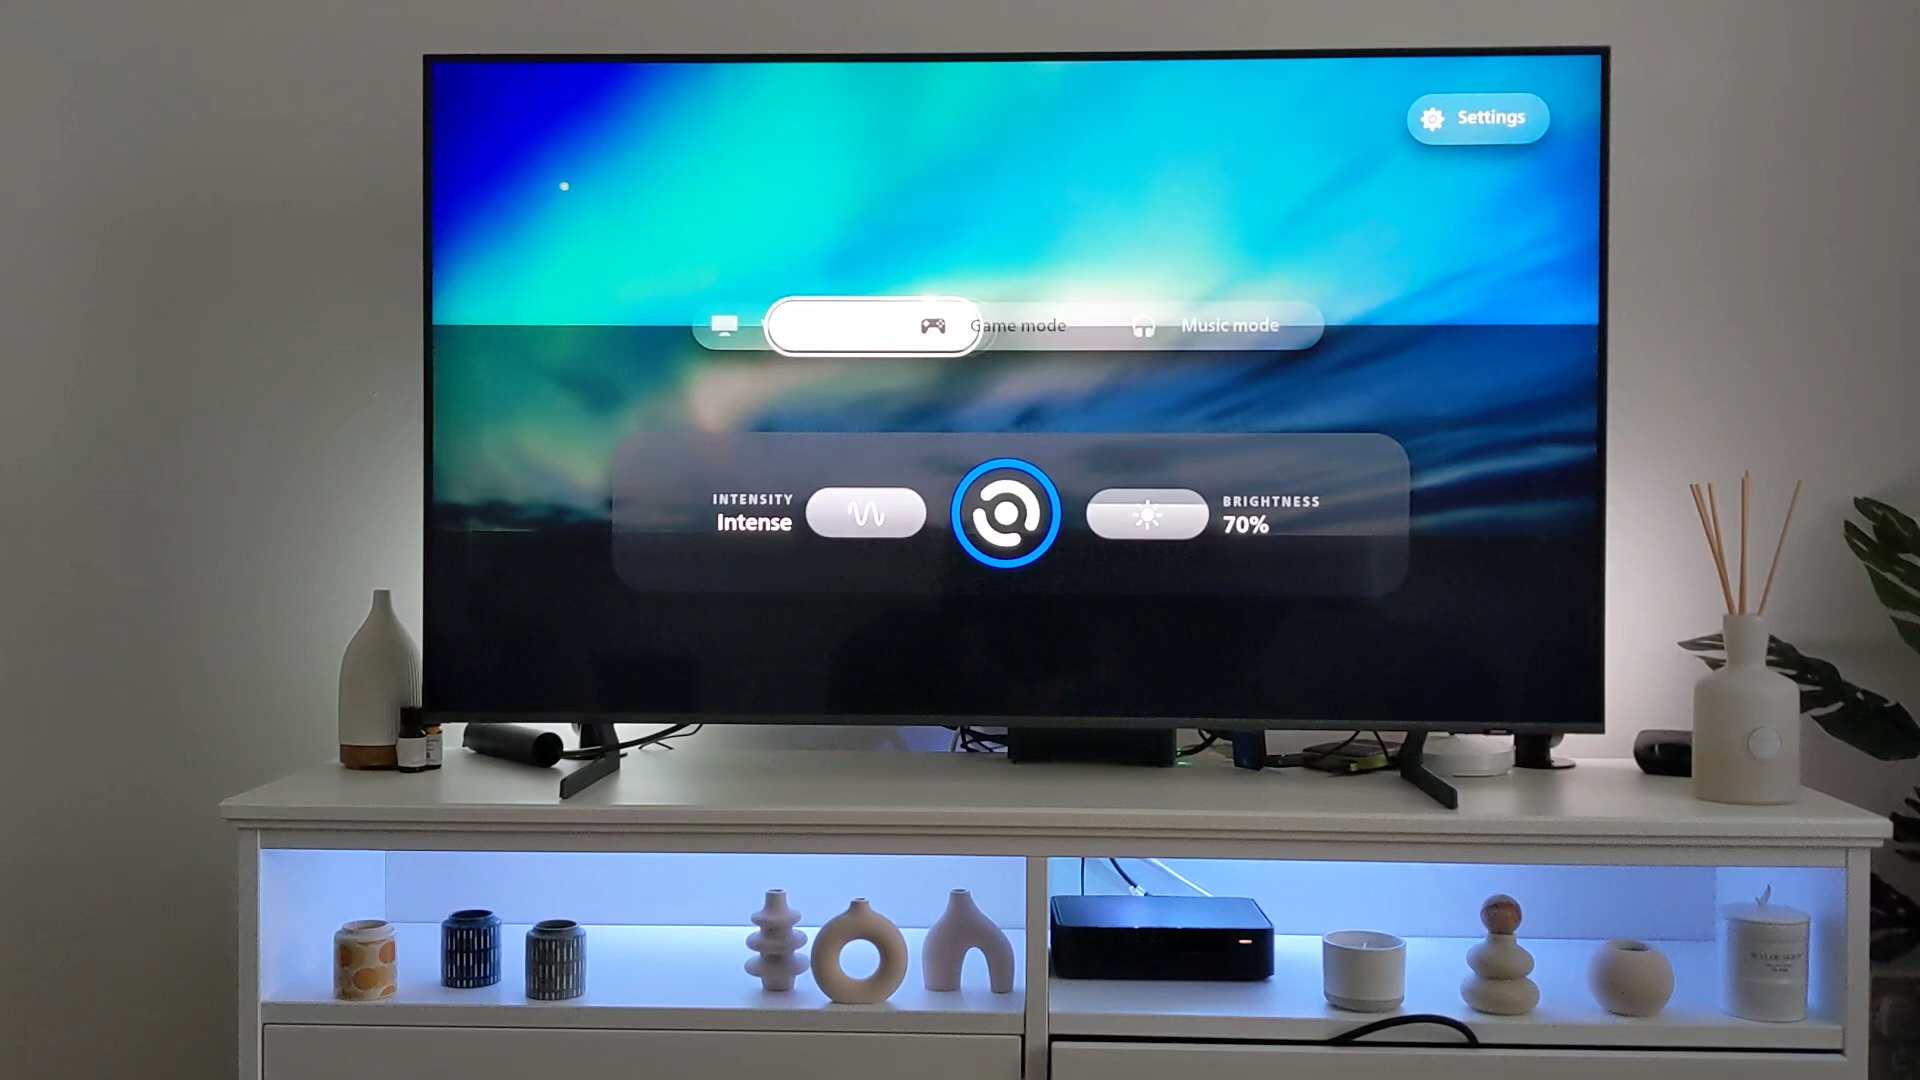 Settings
Game mode
Music mode
INTENSITY
Intense
BRIGHTNESS
70%